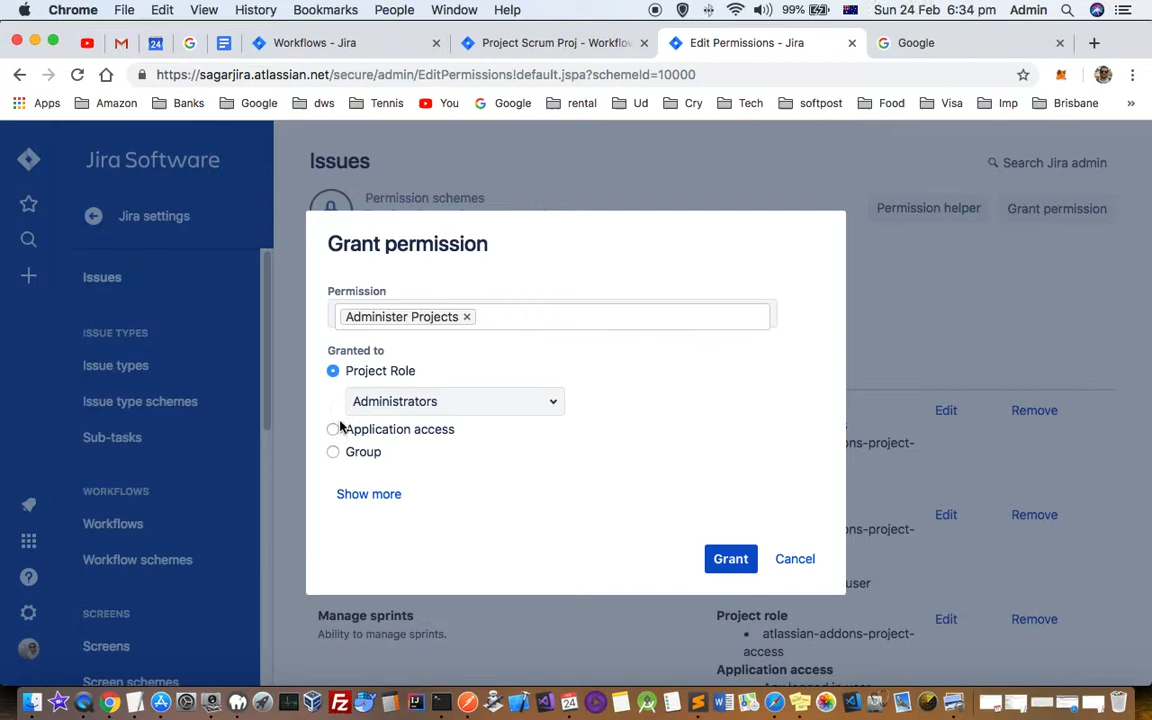 Chrome File Edit View History Bookmarks People Window Help 99% Sun 24 Feb 6:34 pm Admin
Workflows - Jira × Project Scrum Proj - Workflo × Edit Permissions - Jira × Google × +
https://sagarjira.atlassian.net/secure/admin/EditPermissions!default.jspa?schemeId=10000
Apps Amazon Banks Google dws Tennis You Google rental Ud Cry Tech softpost Food Visa Imp Brisbane »
Jira Software
Jira settings
Issues
ISSUE TYPES
Issue types
Issue type schemes
Sub-tasks
WORKFLOWS
Workflows
Workflow schemes
SCREENS
Screens
Screen schemes
Issues
Search Jira admin
Permission schemes
Permission helper
Grant permission
Grant permission
Permission
Administer Projects ×
Granted to
Project Role
Administrators
Application access
Group
Show more
Grant Cancel
Edit Remove
-project-
Edit Remove
ons-project-
user
Manage sprints
Ability to manage sprints.
Project role
• atlassian-addons-project-
access
Application access
Edit Remove